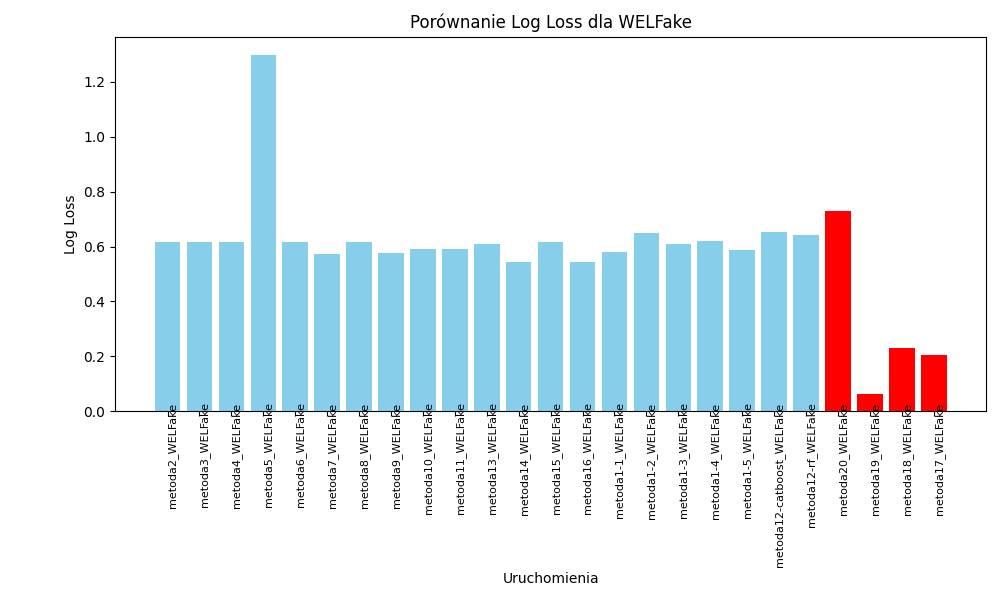 Porównanie Log Loss dla WELFake
Log Loss
1.2
1.0
0.8
0.6
0.4
0.2
0.0
metoda2_WELFake
metoda3_WELFake
metoda4_WELFake
metoda5_WELFake
metoda6_WELFake
metoda7_WELFake
metoda8_WELFake
metoda9_WELFake
metoda10_WELFake
metoda11_WELFake
metoda13_WELFake
metoda14_WELFake
metoda15_WELFake
metoda16_WELFake
metoda1-1_WELFake
metoda1-2_WELFake
metoda1-3_WELFake
metoda1-4_WELFake
metoda1-5_WELFake
metoda12-catboost_WELFake
metoda12-rf_WELFake
metoda20_WELFake
metoda19_WELFake
metoda18_WELFake
metoda17_WELFake
Uruchomienia